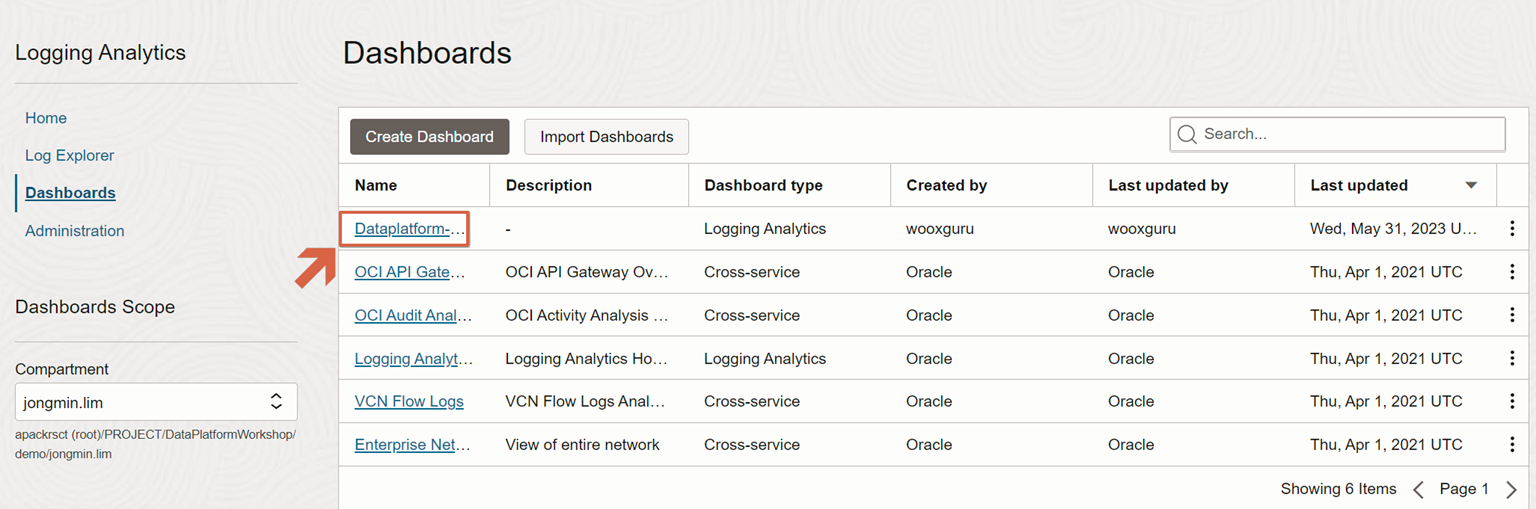 Logging Analytics
Home
Log Explorer
Dashboards
Administration
Dashboards Scope
Compartment
jongmin.lim
apackrsct (root)/PROJECT/DataPlatformWorkshop/
demo/jongmin.lim
Dashboards
Create Dashboard Import Dashboards Search...
Name Description Dashboard type Created by Last updated by Last updated
Dataplatform-... - Logging Analytics wooxguru wooxguru Wed, May 31, 2023 U...
OCI API Gate... OCI API Gateway Ov... Cross-service Oracle Oracle Thu, Apr 1, 2021 UTC
OCI Audit Anal... OCI Activity Analysis ... Cross-service Oracle Oracle Thu, Apr 1, 2021 UTC
Logging Analyt... Logging Analytics Ho... Logging Analytics Oracle Oracle Thu, Apr 1, 2021 UTC
VCN Flow Logs VCN Flow Logs Anal... Cross-service Oracle Oracle Thu, Apr 1, 2021 UTC
Enterprise Net... View of entire network Cross-service Oracle Oracle Thu, Apr 1, 2021 UTC
Showing 6 Items Page 1